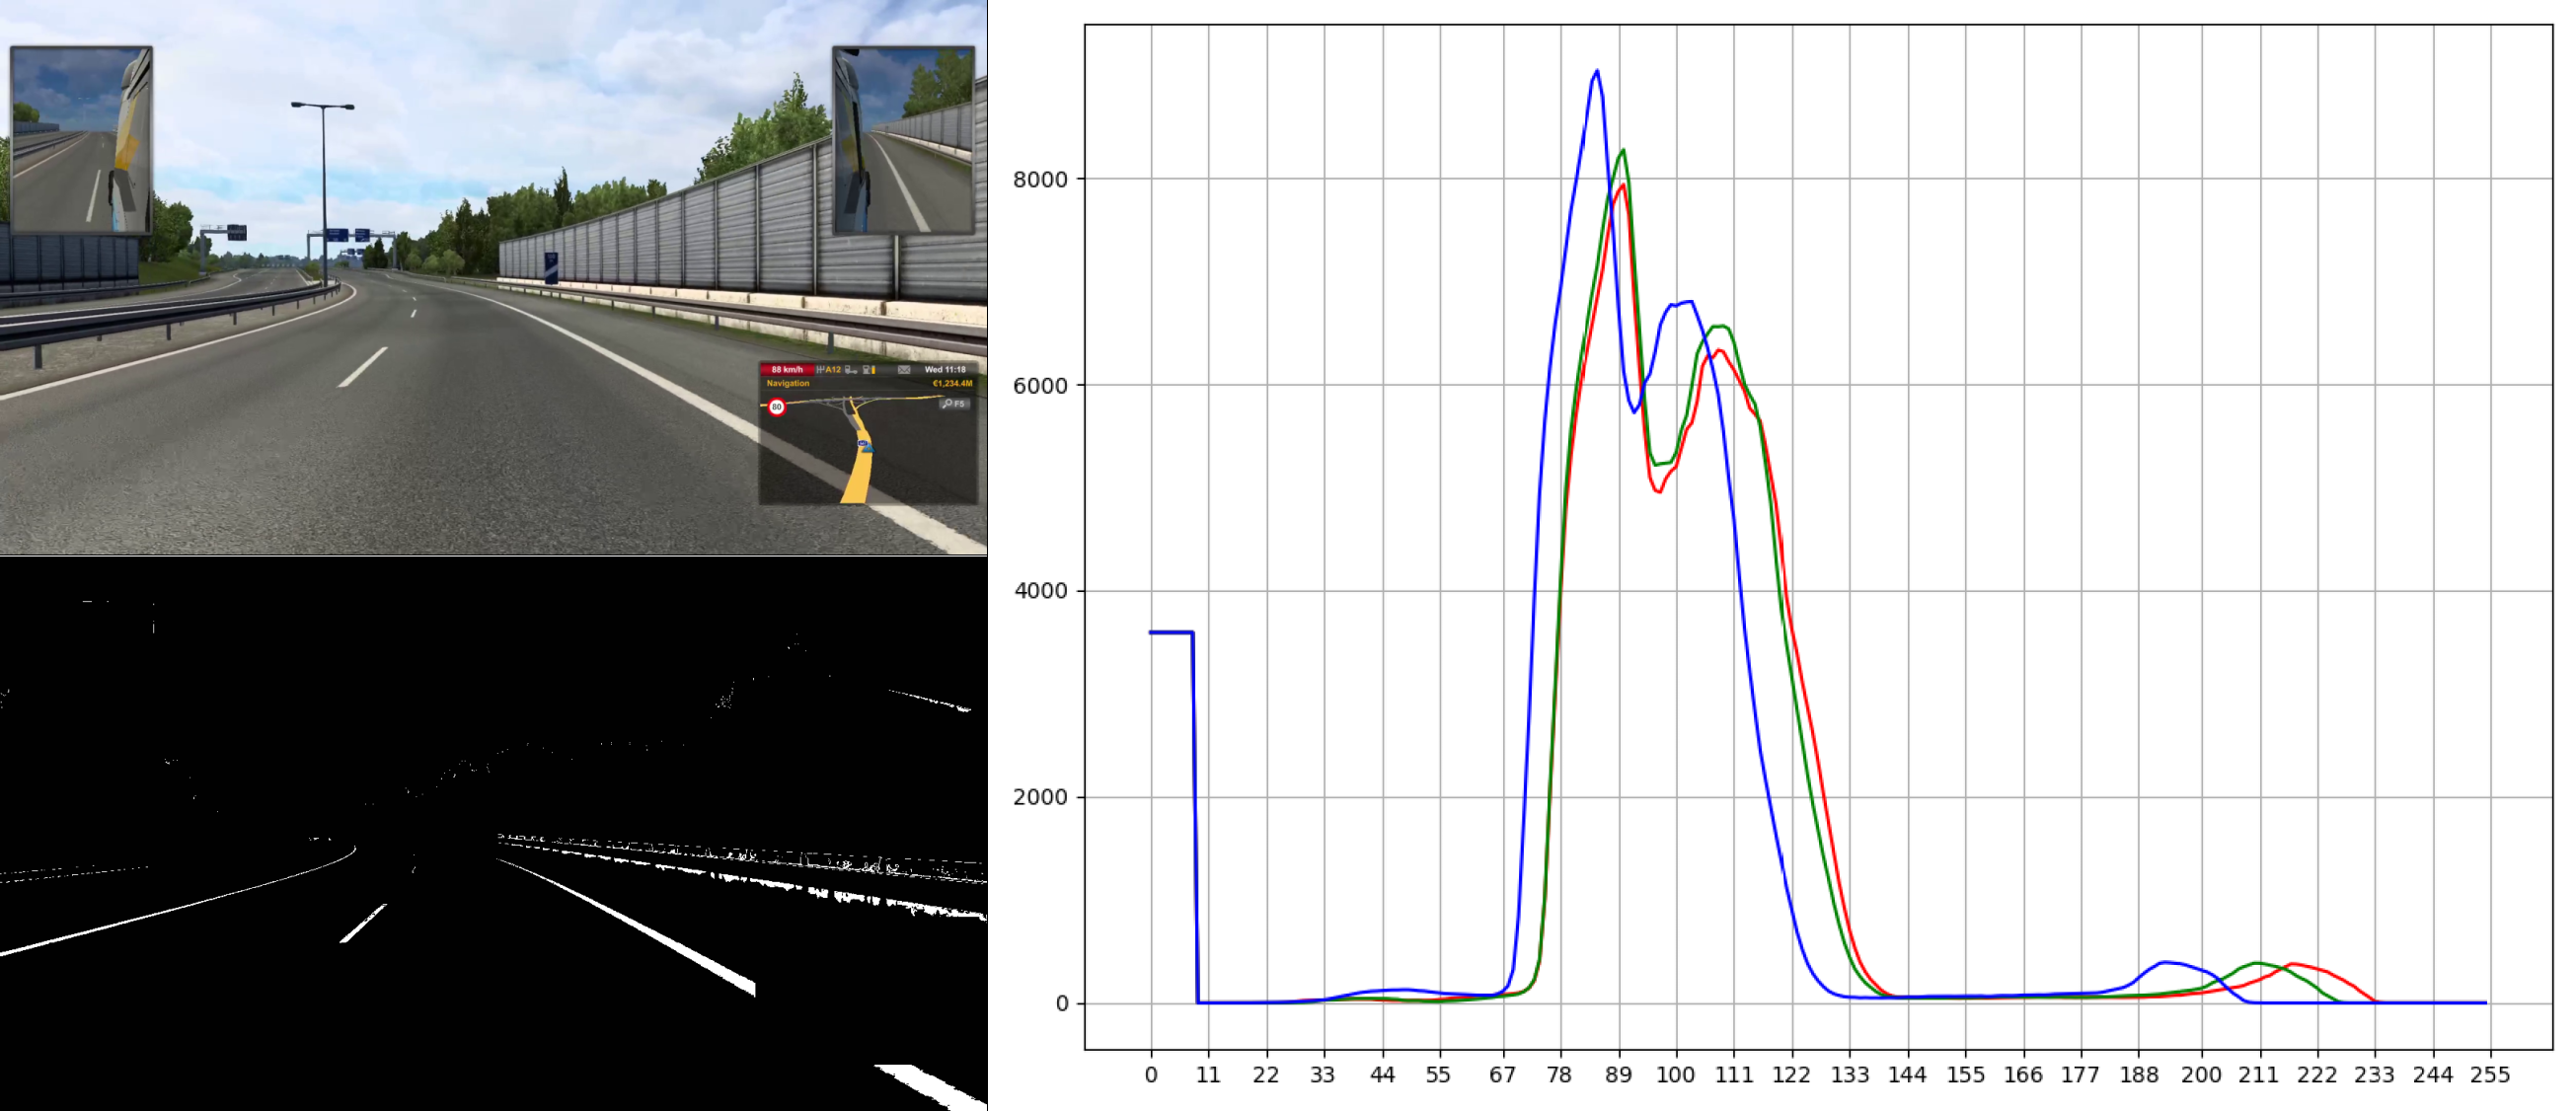 88 km/h A12 Wed 11:18
Navigation €1,234.4M
80 F5
8000
6000
4000
2000
0
0 11 22 33 44 55 67 78 89 100 111 122 133 144 155 166 177 188 200 211 222 233 244 255